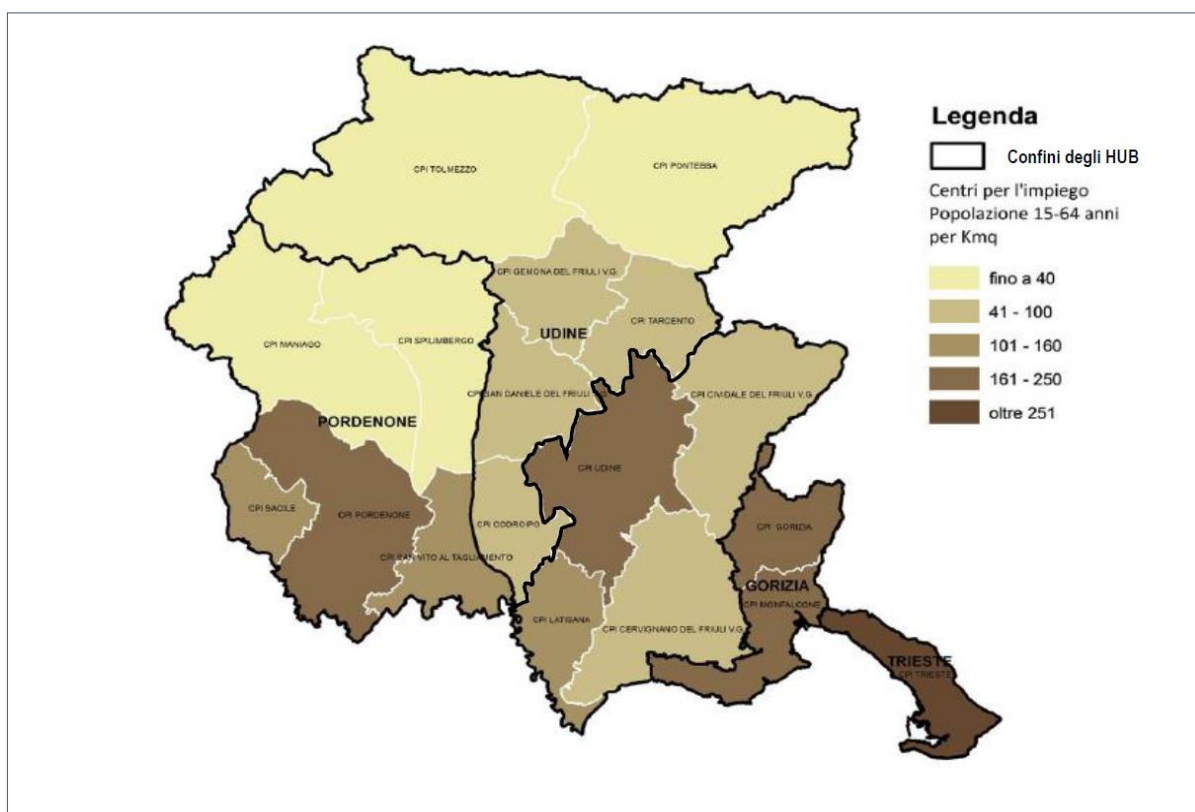 Legenda
Confini degli HUB
Centri per l'impiego
Popolazione 15-64 anni
per Kmq
fino a 40
41 - 100
101 - 160
161 - 250
oltre 251
CPI TOLMEZZO
CPI PONTEBBA
CPI GEMONA DEL FRIULI V.G.
CPI TARCENTO
UDINE
CPI SPILIMBERGO
CPI MANIAGO
CPI SAN DANIELE DEL FRIULI V.G.
CPI CIVIDALE DEL FRIULI V.G.
PORDENONE
CPI UDINE
CPI SACILE
CPI PORDENONE
CPI CODROIPO
CPI GORIZIA
CPI SAN VITO AL TAGLIAMENTO
GORIZIA
CPI MONFALCONE
CPI LATISANA
CPI CERVIGNANO DEL FRIULI V.G.
TRIESTE
CPI TRIESTE